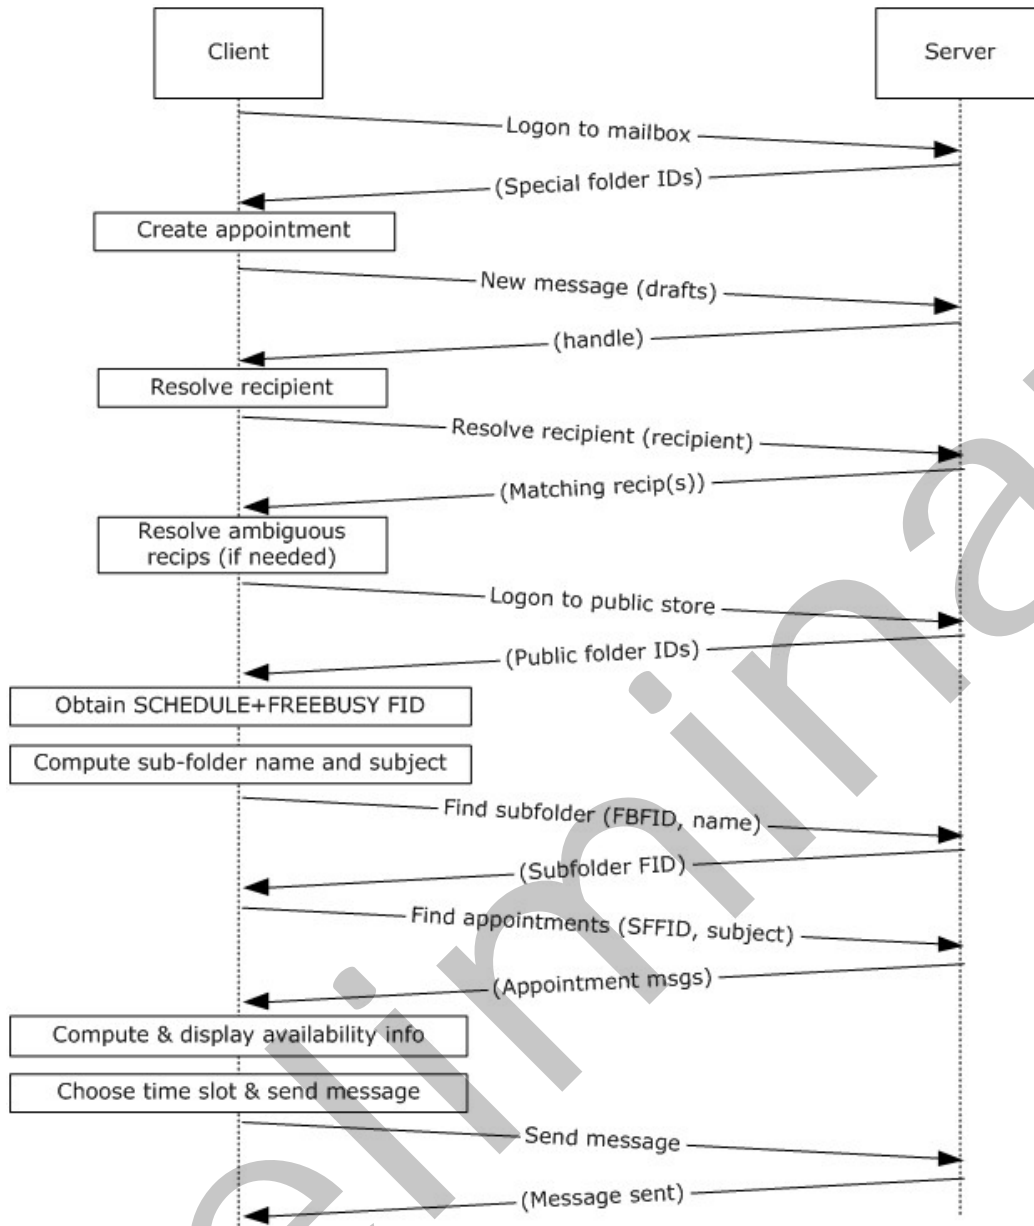 Client
Server
Logon to mailbox
(Special folder IDs)
Create appointment
New message (drafts)
(handle)
Resolve recipient
Resolve recipient (recipient)
(Matching recip(s))
Resolve ambiguous
recips (if needed)
Logon to public store
(Public folder IDs)
Obtain SCHEDULE+FREEBUSY FID
Compute sub-folder name and subject
Find subfolder (FBFID, name)
(Subfolder FID)
Find appointments (SFFID, subject)
(Appointment msgs)
Compute & display availability info
Choose time slot & send message
Send message
(Message sent)
elimina